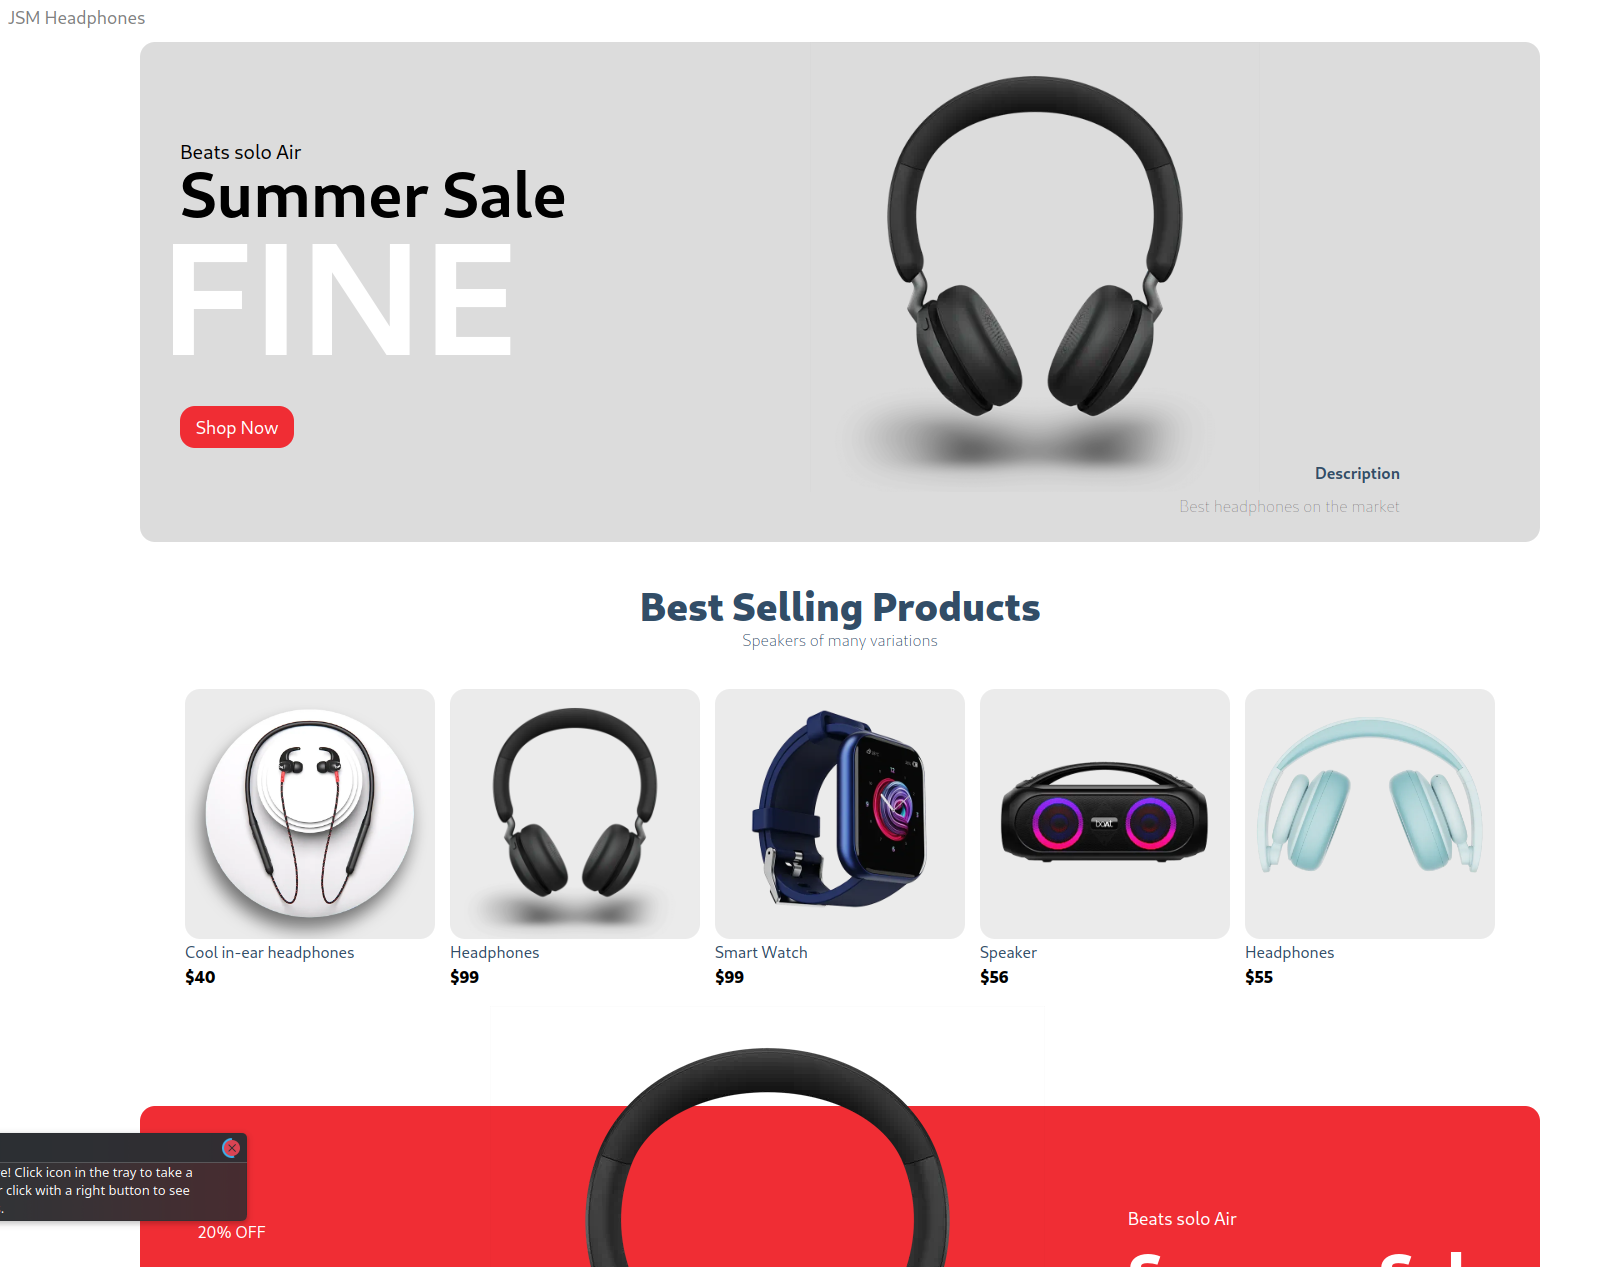 JSM Headphones
Beats solo Air
Summer Sale
FINE
Shop Now
Description
Best headphones on the market
Best Selling Products
Speakers of many variations
Cool in-ear headphones
$40
Headphones
$99
Smart Watch
$99
Speaker
$56
Headphones
$55
Click icon in the tray to take a
click with a right button to see
20% OFF
Beats solo Air